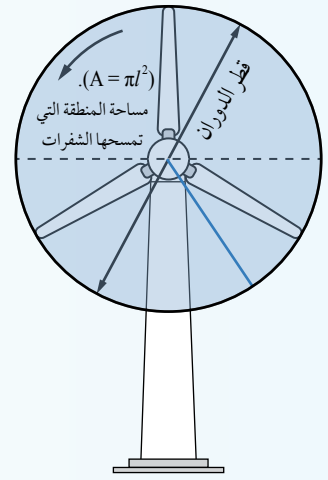 (A = πl²).
مساحة المنطقة التي
تمسحها الشفرات
قطر الدوران